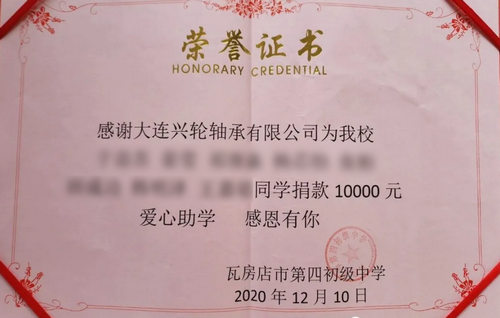 荣誉证书
HONORARY CREDENTIAL
感谢大连兴轮轴承有限公司为我校
同学捐款 10000 元
爱心助学 感恩有你
瓦房店市第四初级中学
2020 年 12 月 10 日